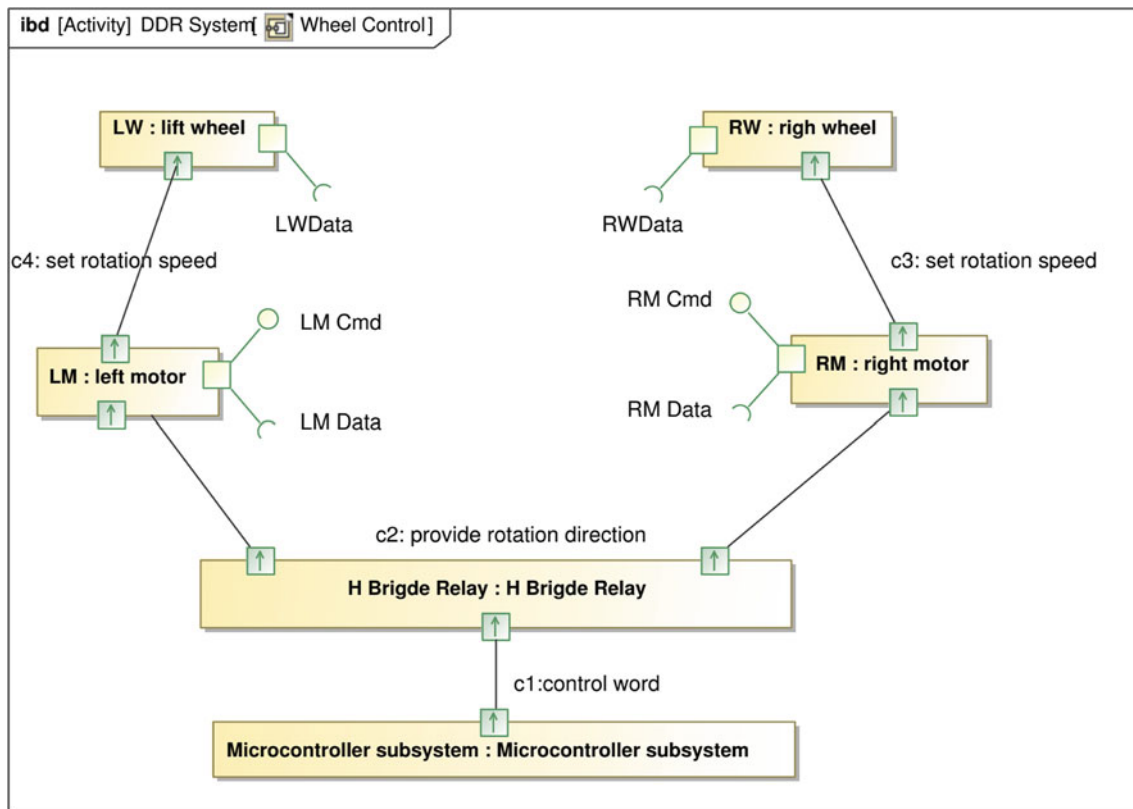 ibd [Activity] DDR System[ Wheel Control]
LW : lift wheel
RW : righ wheel
LWData
RWData
c4: set rotation speed
c3: set rotation speed
LM Cmd
RM Cmd
LM : left motor
RM : right motor
LM Data
RM Data
c2: provide rotation direction
H Brigde Relay : H Brigde Relay
c1:control word
Microcontroller subsystem : Microcontroller subsystem